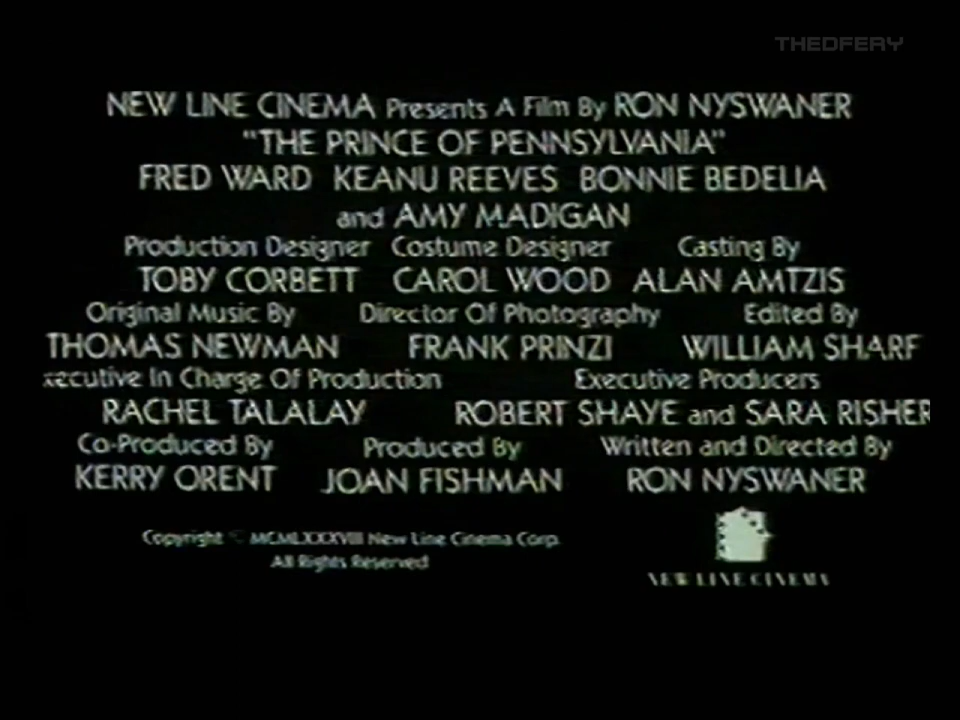 THEDFERY
NEW LINE CINEMA Presents A Film By RON NYSWANER
"THE PRINCE OF PENNSYLVANIA"
FRED WARD KEANU REEVES BONNIE BEDELIA
and AMY MADIGAN
Production Designer Costume Designer Casting By
TOBY CORBETT CAROL WOOD ALAN AMTZIS
Original Music By Director Of Photography Edited By
THOMAS NEWMAN FRANK PRINZI WILLIAM SHARF
xecutive In Charge Of Production Executive Producers
RACHEL TALALAY ROBERT SHAYE and SARA RISHER
Co-Produced By Produced By Written and Directed By
KERRY ORENT JOAN FISHMAN RON NYSWANER
Copyright © MCMLXXXVIII New Line Cinema Corp.
All Rights Reserved
NEW LINE CINEMA